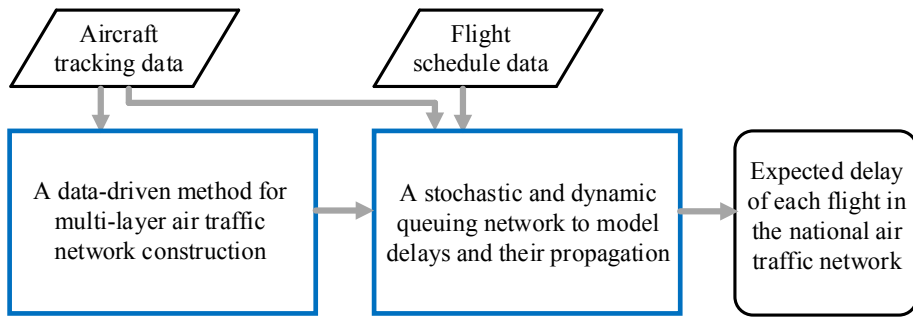 Aircraft
tracking data
Flight
schedule data
A data-driven method for
multi-layer air traffic
network construction
A stochastic and dynamic
queuing network to model
delays and their propagation
Expected delay
of each flight in
the national air
traffic network